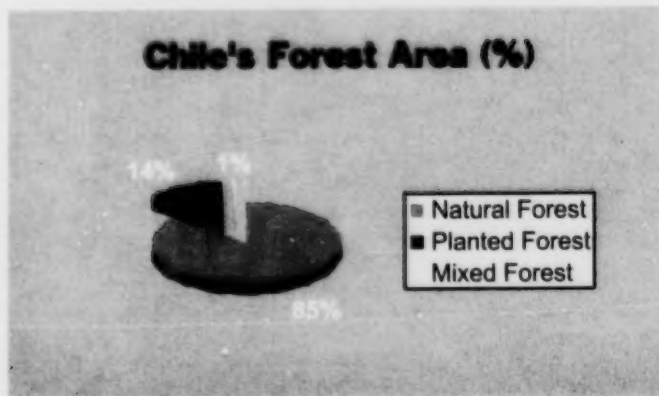 Chile's Forest Area (%)
14%
1%
85%
Natural Forest
Planted Forest
Mixed Forest